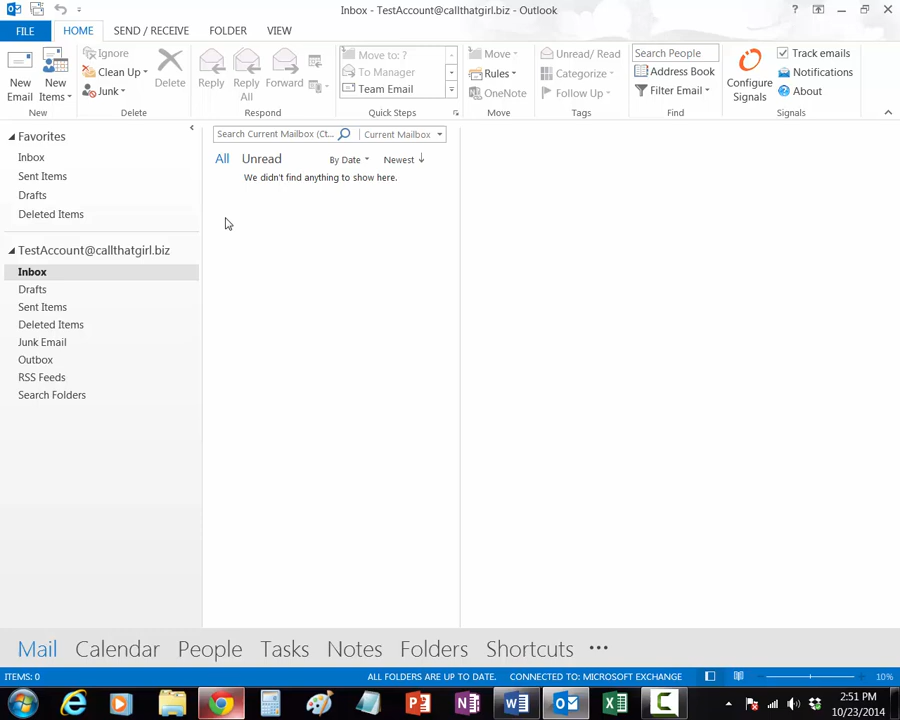 Inbox - TestAccount@callthatgirl.biz - Outlook
FILE HOME SEND / RECEIVE FOLDER VIEW
New Email
New Items
New
Ignore
Clean Up
Junk
Delete
Delete
Reply
Reply All
Forward
Respond
Move to: ?
To Manager
Team Email
Quick Steps
Move
Rules
OneNote
Move
Unread/ Read
Categorize
Follow Up
Tags
Search People
Address Book
Filter Email
Find
Configure Signals
Track emails
Notifications
About
Signals
Favorites
Inbox
Sent Items
Drafts
Deleted Items
TestAccount@callthatgirl.biz
Inbox
Drafts
Sent Items
Deleted Items
Junk Email
Outbox
RSS Feeds
Search Folders
Search Current Mailbox (Ct... Current Mailbox
All Unread By Date Newest
We didn't find anything to show here.
Mail Calendar People Tasks Notes Folders Shortcuts •••
ITEMS: 0 ALL FOLDERS ARE UP TO DATE. CONNECTED TO: MICROSOFT EXCHANGE 10%
2:51 PM
10/23/2014